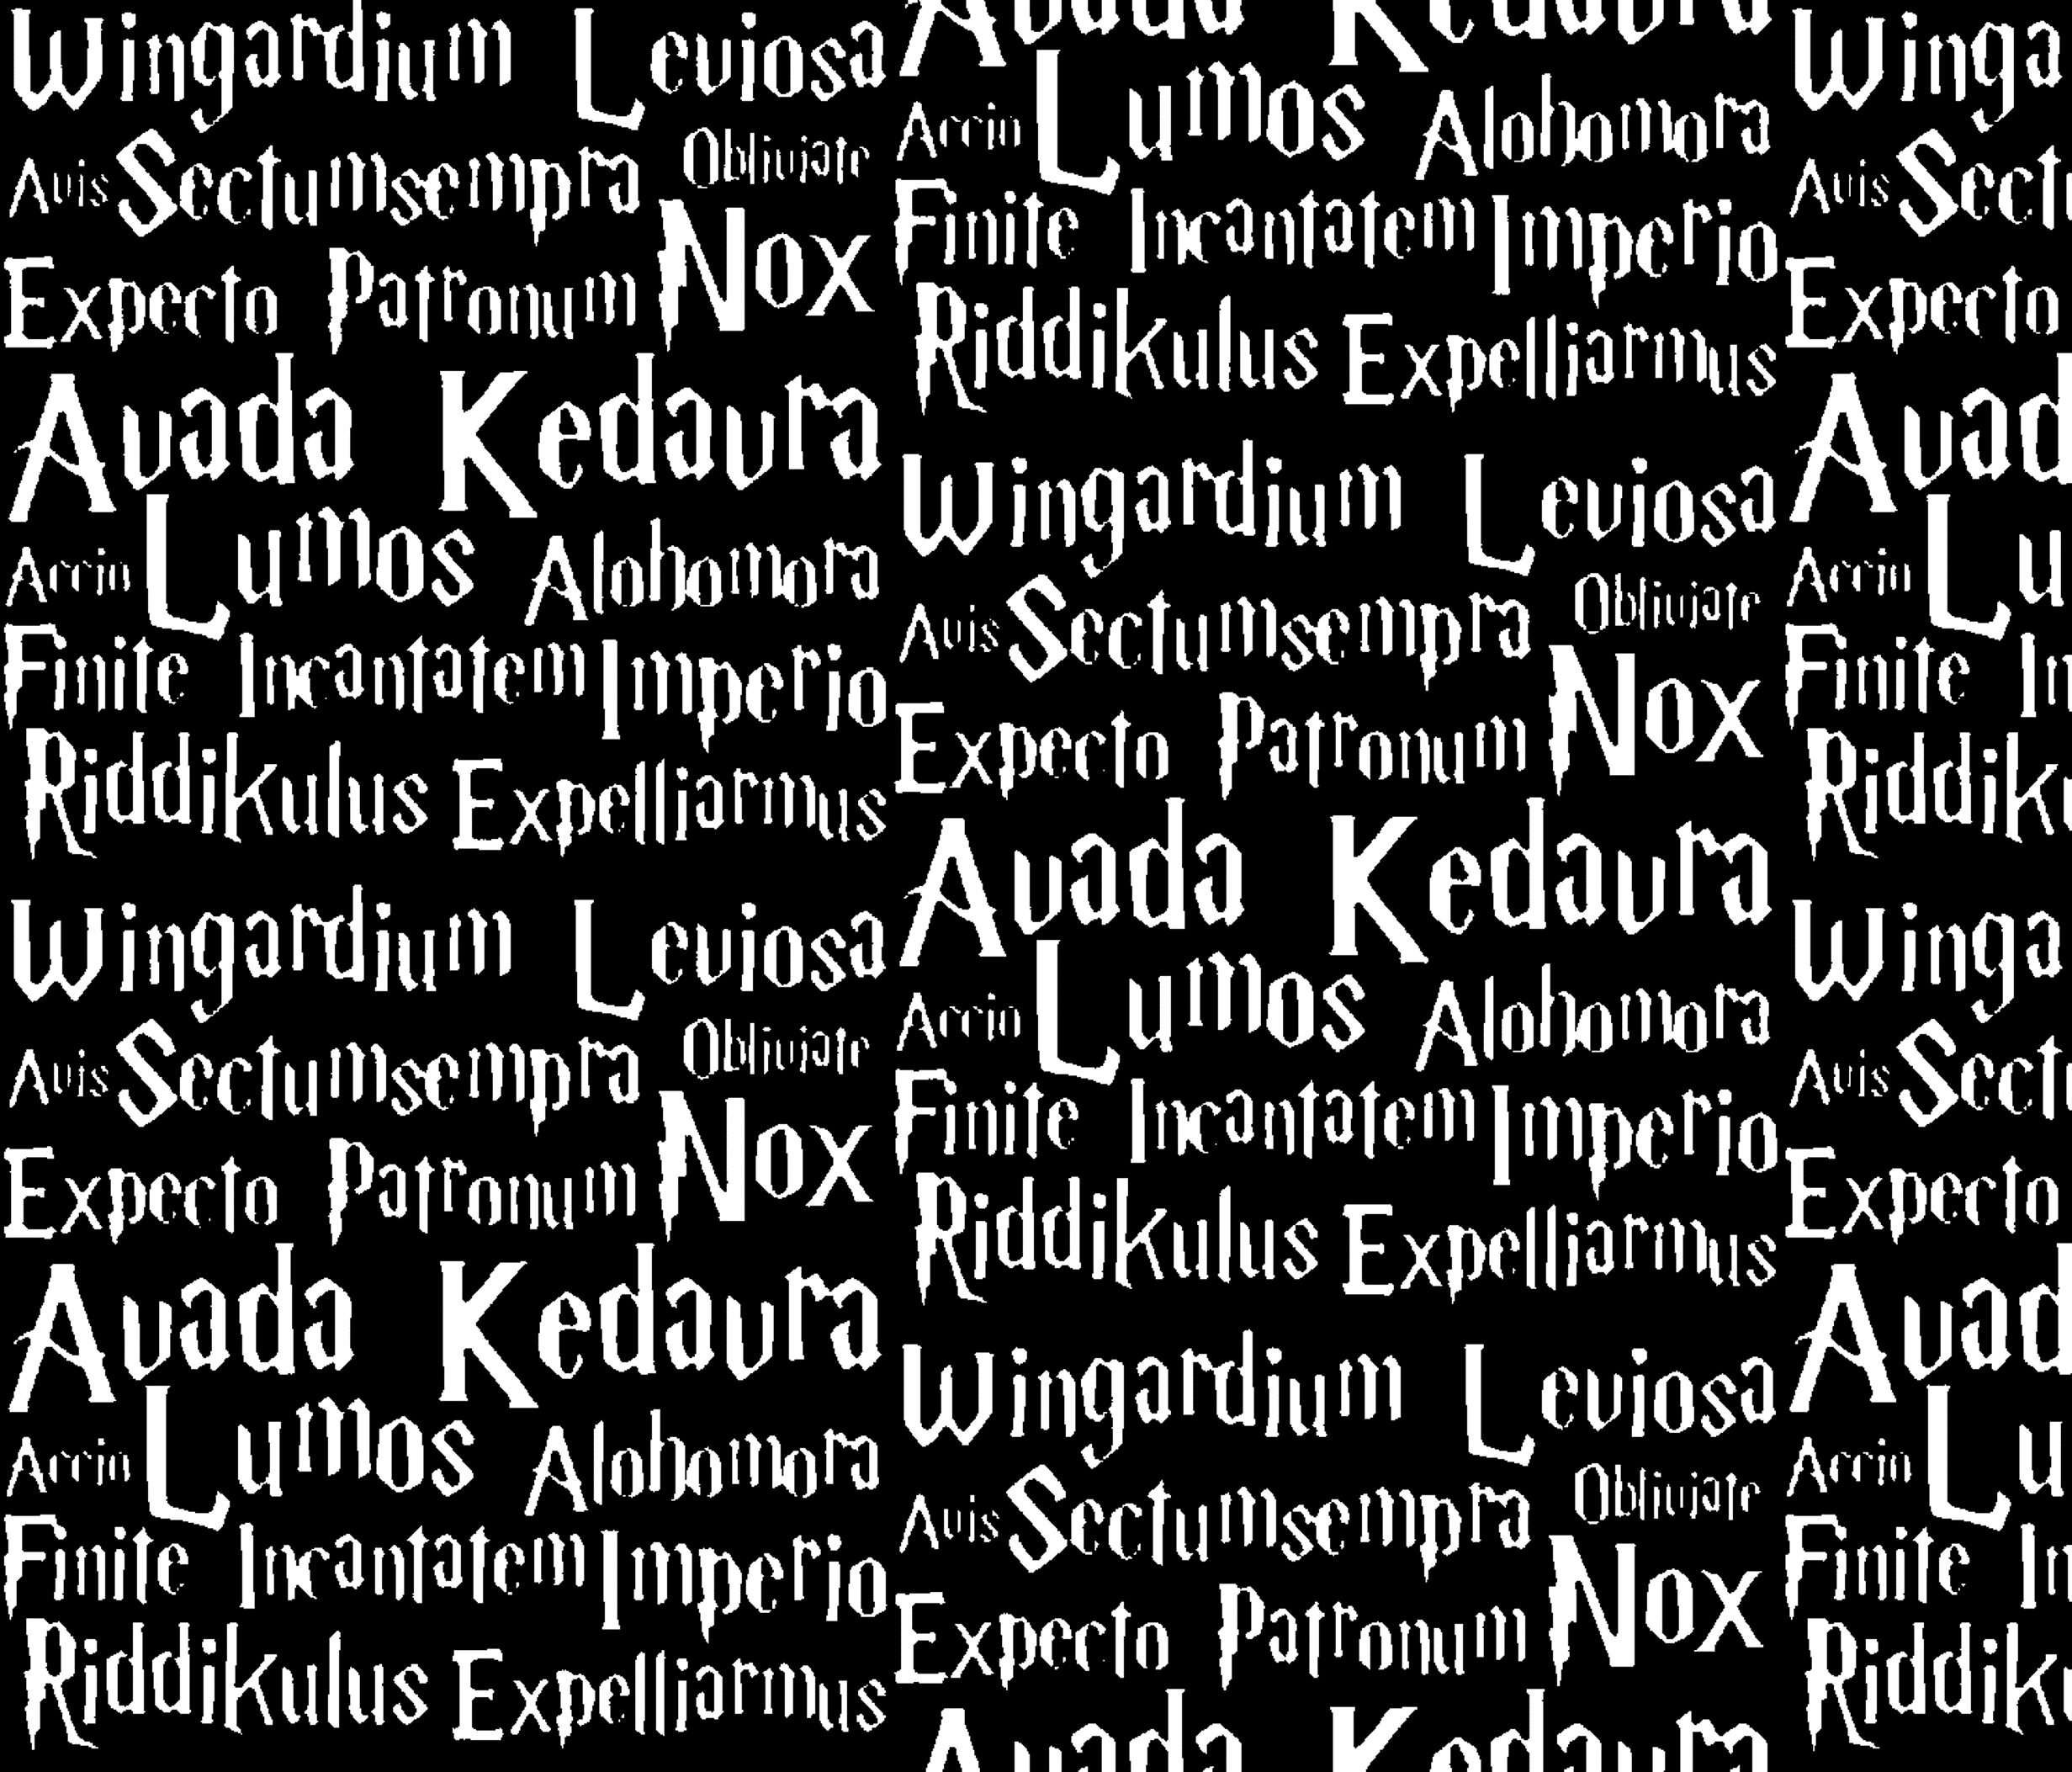 Wingardium Leviosa
Avis Sectumsempra Obliviate
Expecto Patronum Nox
Avada Kedavra
Accio Lumos Alohomora
Finite Incantatem Imperio
Riddikulus Expelliarmus
Wingardium Leviosa
Avis Sectumsempra Obliviate
Expecto Patronum Nox
Avada Kedavra
Accio Lumos Alohomora
Finite Incantatem Imperio
Riddikulus Expelliarmus
Avada Kedavra
Accio Lumos Alohomora
Finite Incantatem Imperio
Riddikulus Expelliarmus
Wingardium Leviosa
Avis Sectumsempra Obliviate
Expecto Patronum Nox
Avada Kedavra
Accio Lumos Alohomora
Finite Incantatem Imperio
Riddikulus Expelliarmus
Wingardium Leviosa
Avis Sectumsempra Obliviate
Expecto Patronum Nox
Avada Kedavra
Winga
Avis Sect
Expecto
Avad
Accio Lu
Finite In
Riddik
Winga
Avis Sect
Expecto
Avad
Accio Lu
Finite In
Riddik